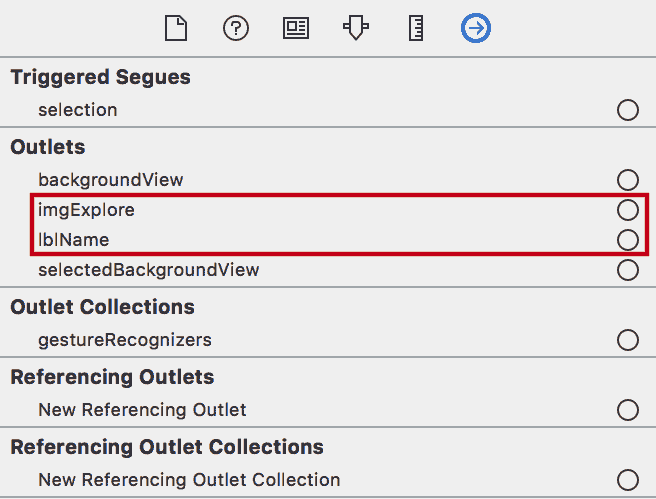 Triggered Segues
selection
Outlets
backgroundView
imgExplore
lblName
selectedBackgroundView
Outlet Collections
gestureRecognizers
Referencing Outlets
New Referencing Outlet
Referencing Outlet Collections
New Referencing Outlet Collection